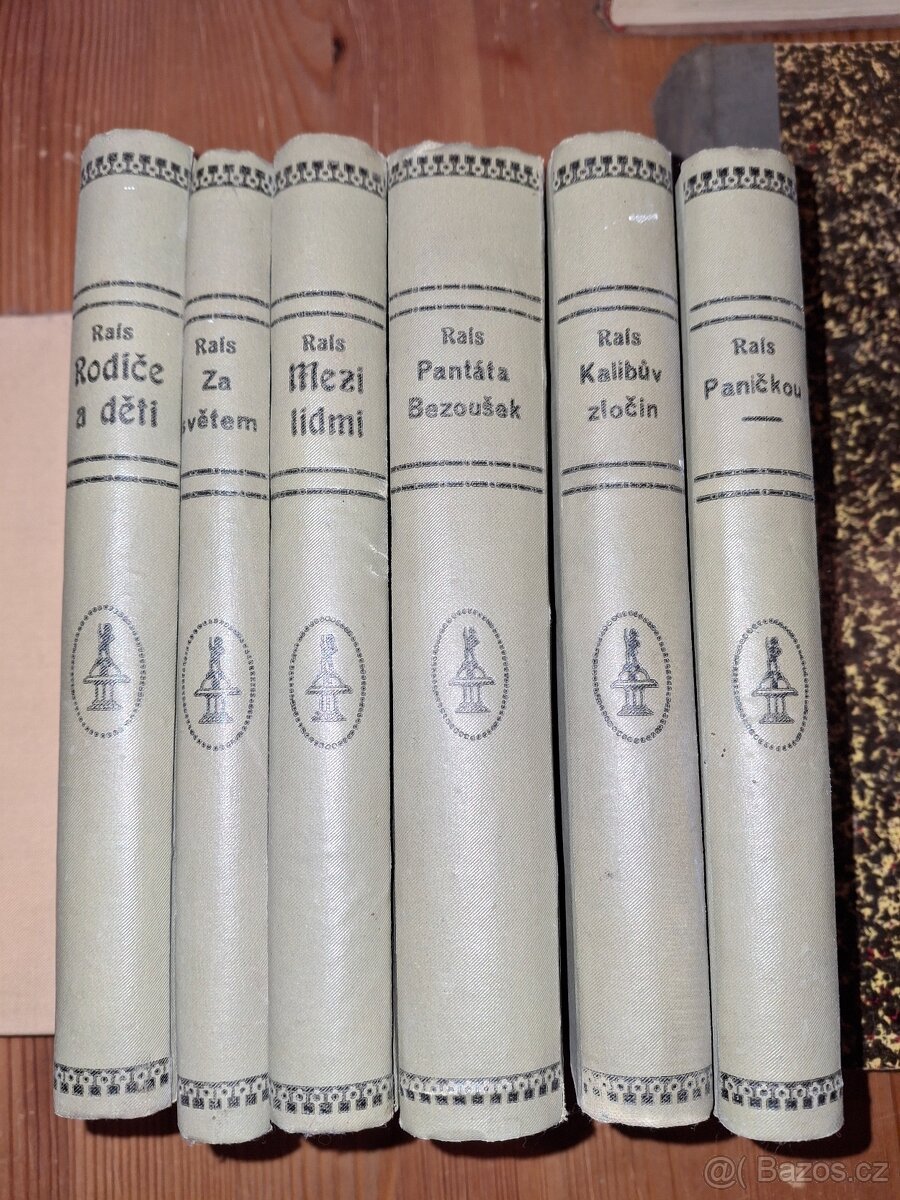 Rais
Rodiče
a děti
Rais
Za
světem
Rais
Mezi
lidmi
Rais
Pantáta
Bezoušek
Rais
Kalibův
zločin
Rais
Paničkou
@( Bazos.cz